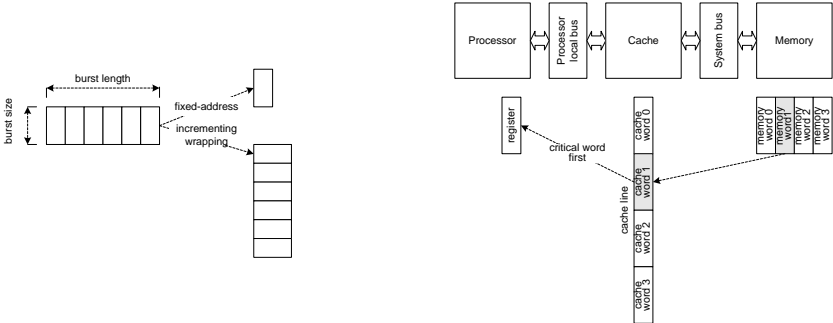 burst length
burst size
fixed-address
incrementing
wrapping
Processor
Processor
local bus
Cache
System bus
Memory
register
critical word
first
cache line
cache
word 0
cache
word 1
cache
word 2
cache
word 3
memory
word 0
memory
word1
memory
word 2
memory
word 3